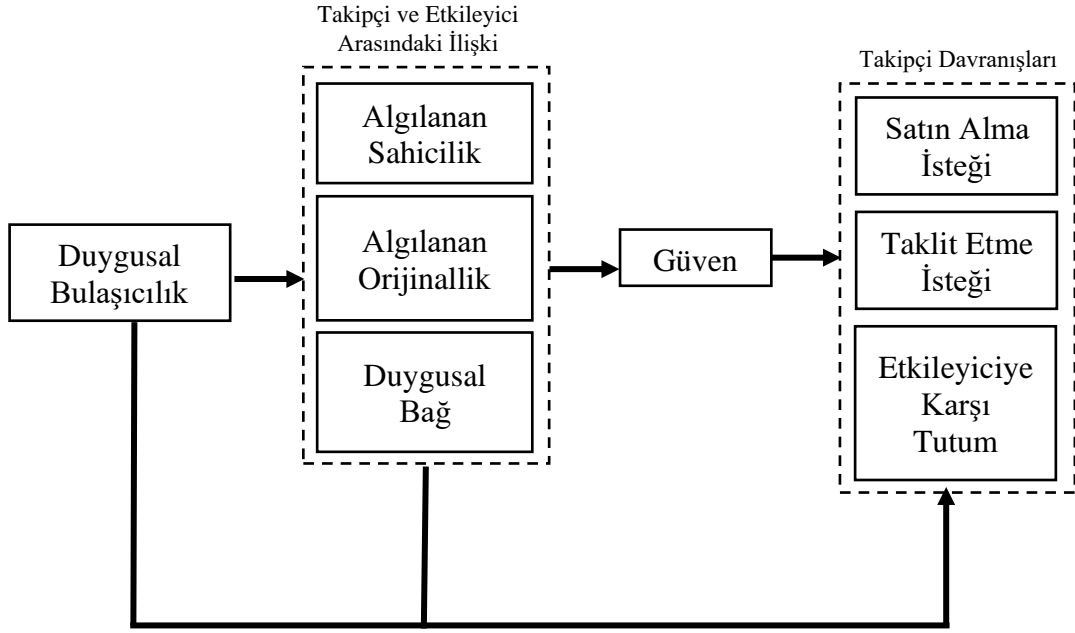 Takipçi ve Etkileyici
Arasındaki İlişki
Takipçi Davranışları
Algılanan
Sahicilik
Satın Alma
İsteği
Duygusal
Bulaşıcılık
Algılanan
Orijinallik
Güven
Taklit Etme
İsteği
Duygusal
Bağ
Etkileyiciye
Karşı
Tutum